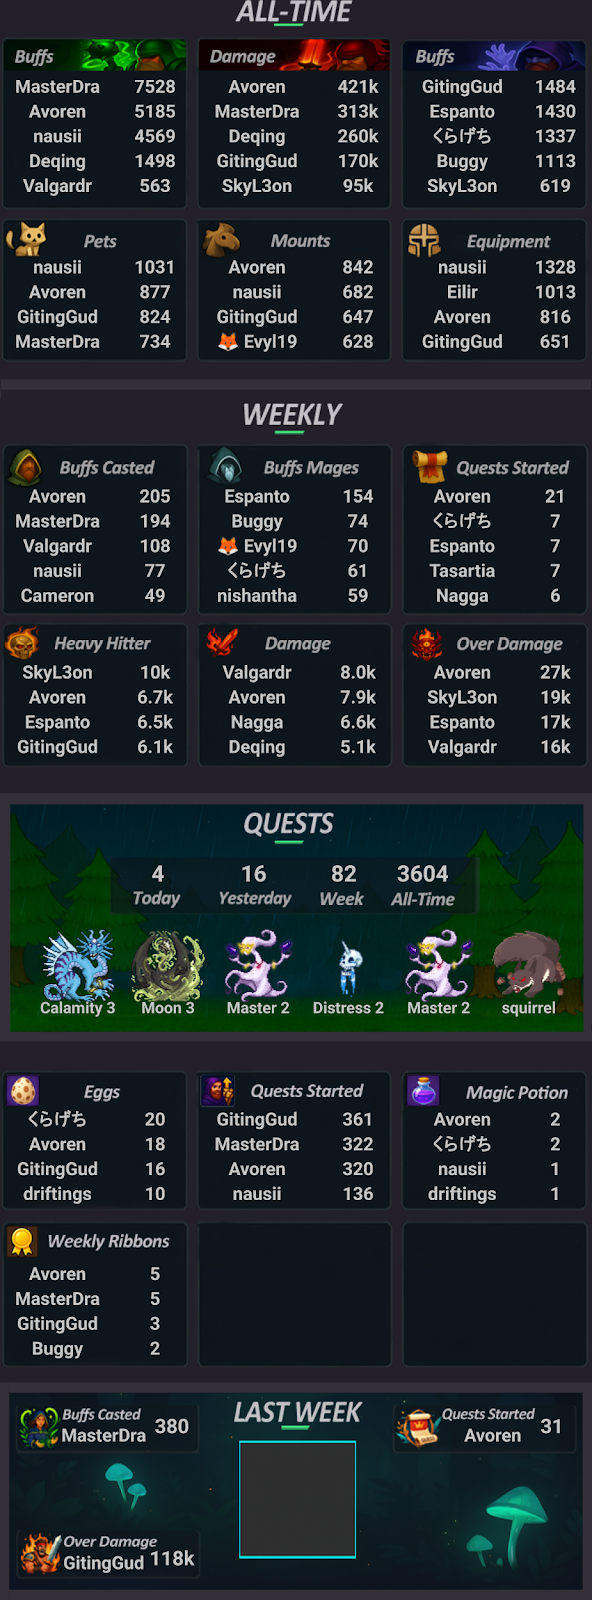 ALL-TIME
Buffs
MasterDra 7528
Avoren 5185
nausii 4569
Deqing 1498
Valgardr 563
Damage
Avoren 421k
MasterDra 313k
Deqing 260k
GitingGud 170k
SkyL3on 95k
Buffs
GitingGud 1484
Espanto 1430
くらげち 1337
Buggy 1113
SkyL3on 619
Pets
nausii 1031
Avoren 877
GitingGud 824
MasterDra 734
Mounts
Avoren 842
nausii 682
GitingGud 647
🦊 Evyl19 628
Equipment
nausii 1328
Eilir 1013
Avoren 816
GitingGud 651
WEEKLY
Buffs Casted
Avoren 205
MasterDra 194
Valgardr 108
nausii 77
Cameron 49
Buffs Mages
Espanto 154
Buggy 74
🦊 Evyl19 70
くらげち 61
nishantha 59
Quests Started
Avoren 21
くらげち 7
Espanto 7
Tasartia 7
Nagga 6
Heavy Hitter
SkyL3on 10k
Avoren 6.7k
Espanto 6.5k
GitingGud 6.1k
Damage
Valgardr 8.0k
Avoren 7.9k
Nagga 6.6k
Deqing 5.1k
Over Damage
Avoren 27k
SkyL3on 19k
Espanto 17k
Valgardr 16k
QUESTS
4 16 82 3604
Today Yesterday Week All-Time
Calamity 3 Moon 3 Master 2 Distress 2 Master 2 squirrel
Eggs
くらげち 20
Avoren 18
GitingGud 16
driftings 10
Quests Started
GitingGud 361
MasterDra 322
Avoren 320
nausii 136
Magic Potion
Avoren 2
くらげち 2
nausii 1
driftings 1
Weekly Ribbons
Avoren 5
MasterDra 5
GitingGud 3
Buggy 2
LAST WEEK
Buffs Casted
MasterDra 380
Quests Started
Avoren 31
Over Damage
GitingGud 118k